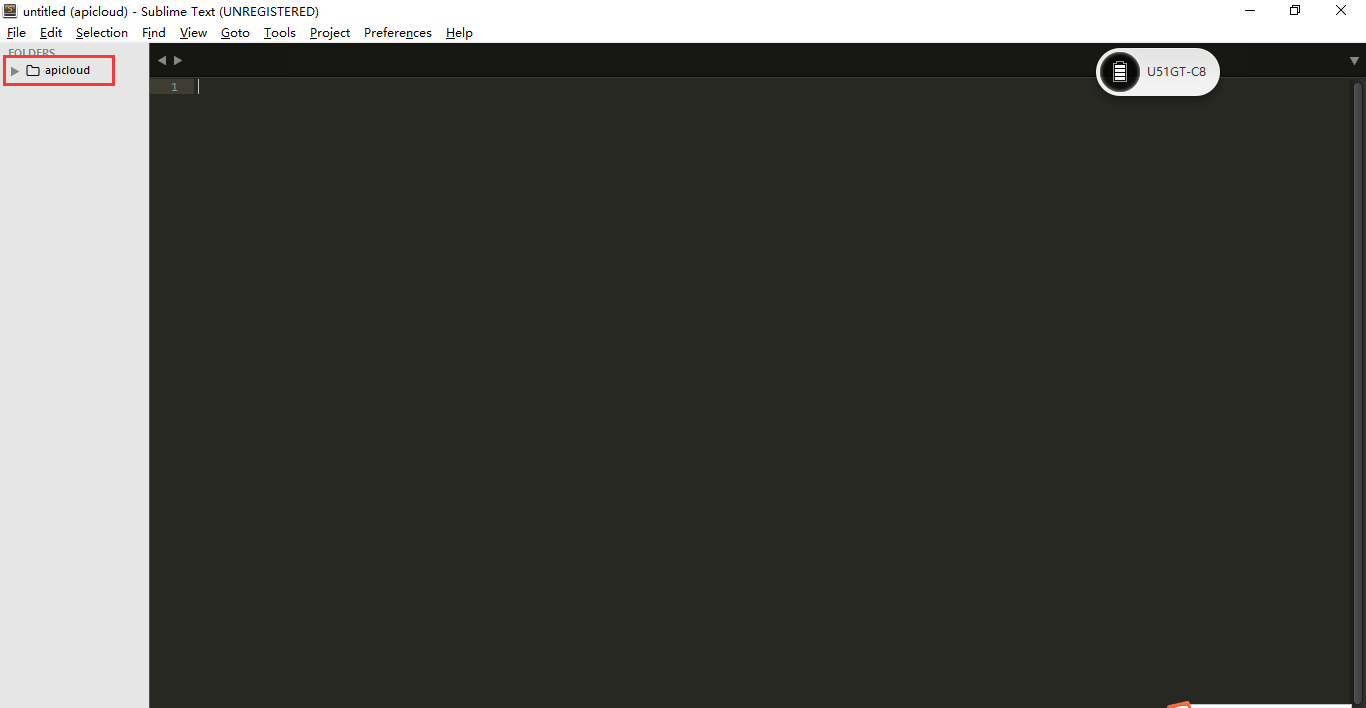 untitled (apicloud) - Sublime Text (UNREGISTERED)
File Edit Selection Find View Goto Tools Project Preferences Help
FOLDERS
apicloud
1
U51GT-C8